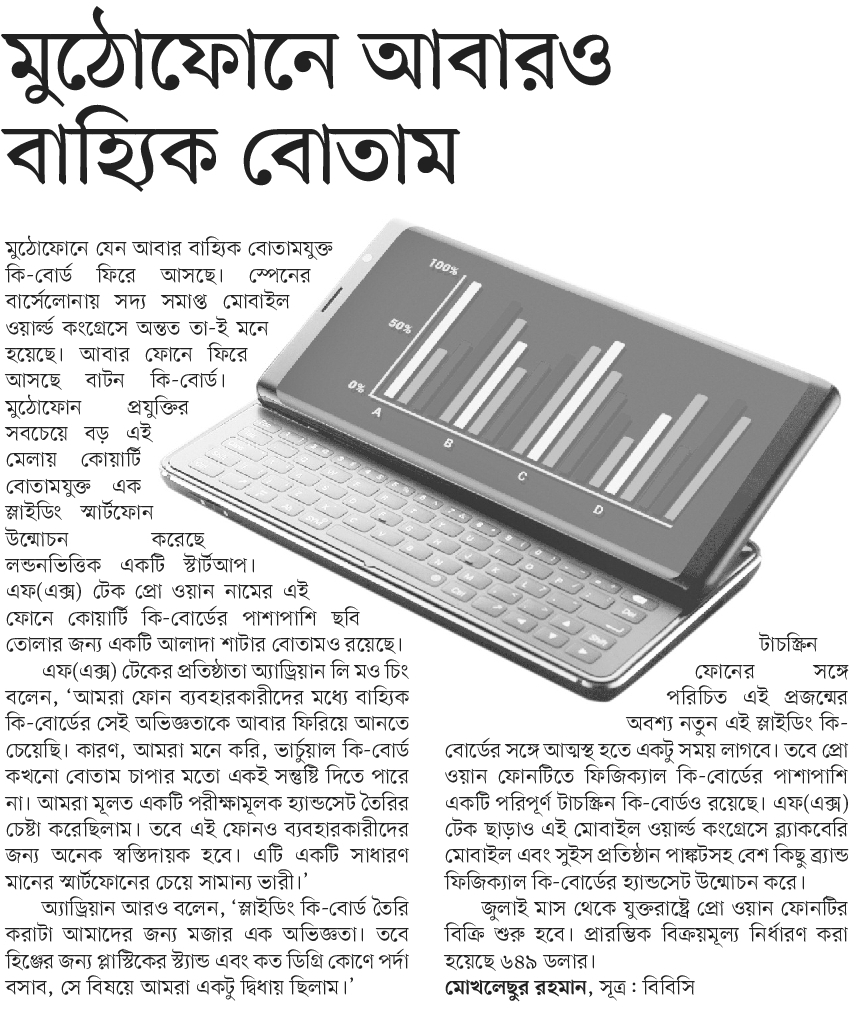 মুঠোফোনে আবারও
বাহ্যিক বোতাম
মুঠোফোনে যেন আবার বাহ্যিক বোতামযুক্ত
কি-বোর্ড ফিরে আসছে। স্পেনের
বার্সেলোনায় সদ্য সমাপ্ত মোবাইল
ওয়ার্ল্ড কংগ্রেসে অন্তত তা-ই মনে
হয়েছে। আবার ফোনে ফিরে
আসছে বাটন কি-বোর্ড।
মুঠোফোন প্রযুক্তির
সবচেয়ে বড় এই
মেলায় কোয়ার্টি
বোতামযুক্ত এক
স্লাইডিং স্মার্টফোন
উন্মোচন করেছে
লন্ডনভিত্তিক একটি স্টার্টআপ।
এফ(এক্স) টেক প্রো ওয়ান নামের এই
ফোনে কোয়ার্টি কি-বোর্ডের পাশাপাশি ছবি
তোলার জন্য একটি আলাদা শাটার বোতামও রয়েছে।
এফ(এক্স) টেকের প্রতিষ্ঠাতা অ্যাড্রিয়ান লি মও চিং
বলেন, ‘আমরা ফোন ব্যবহারকারীদের মধ্যে বাহ্যিক
কি-বোর্ডের সেই অভিজ্ঞতাকে আবার ফিরিয়ে আনতে
চেয়েছি। কারণ, আমরা মনে করি, ভার্চুয়াল কি-বোর্ড
কখনো বোতাম চাপার মতো একই সন্তুষ্টি দিতে পারে
না। আমরা মূলত একটি পরীক্ষামূলক হ্যান্ডসেট তৈরির
চেষ্টা করেছিলাম। তবে এই ফোনও ব্যবহারকারীদের
জন্য অনেক স্বস্তিদায়ক হবে। এটি একটি সাধারণ
মানের স্মার্টফোনের চেয়ে সামান্য ভারী।’
অ্যাড্রিয়ান আরও বলেন, ‘স্লাইডিং কি-বোর্ড তৈরি
করাটা আমাদের জন্য মজার এক অভিজ্ঞতা। তবে
হিঞ্জের জন্য প্লাস্টিকের স্ট্যান্ড এবং কত ডিগ্রি কোণে পর্দা
বসাব, সে বিষয়ে আমরা একটু দ্বিধায় ছিলাম।’
100%
50%
0%
A
B
C
D
টাচস্ক্রিন
ফোনের সঙ্গে
পরিচিত এই প্রজন্মের
অবশ্য নতুন এই স্লাইডিং কি-
বোর্ডের সঙ্গে আত্মস্থ হতে একটু সময় লাগবে। তবে প্রো
ওয়ান ফোনটিতে ফিজিক্যাল কি-বোর্ডের পাশাপাশি
একটি পরিপূর্ণ টাচস্ক্রিন কি-বোর্ডও রয়েছে। এফ(এক্স)
টেক ছাড়াও এই মোবাইল ওয়ার্ল্ড কংগ্রেসে ব্ল্যাকবেরি
মোবাইল এবং সুইস প্রতিষ্ঠান পাঙ্কটসহ বেশ কিছু ব্র্যান্ড
ফিজিক্যাল কি-বোর্ডের হ্যান্ডসেট উন্মোচন করে।
জুলাই মাস থেকে যুক্তরাষ্ট্রে প্রো ওয়ান ফোনটির
বিক্রি শুরু হবে। প্রারম্ভিক বিক্রয়মূল্য নির্ধারণ করা
হয়েছে ৬৪৯ ডলার।
মোখলেছুর রহমান, সূত্র : বিবিসি